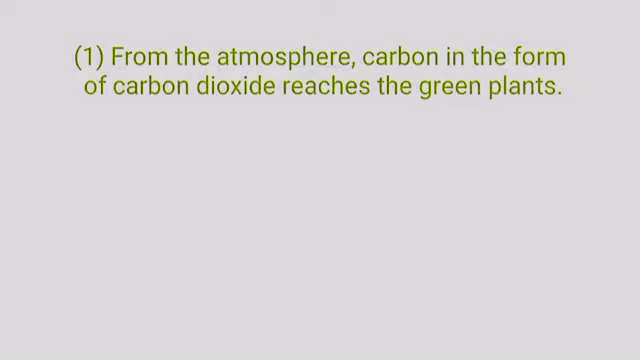 (1) From the atmosphere, carbon in the form
of carbon dioxide reaches the green plants.